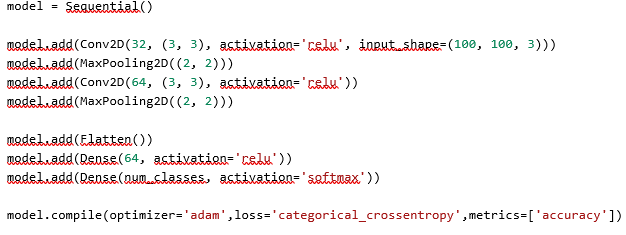 model = Sequential()
model.add(Conv2D(32, (3, 3), activation='relu', input_shape=(100, 100, 3)))
model.add(MaxPooling2D((2, 2)))
model.add(Conv2D(64, (3, 3), activation='relu'))
model.add(MaxPooling2D((2, 2)))
model.add(Flatten())
model.add(Dense(64, activation='relu'))
model.add(Dense(num_classes, activation='softmax'))
model.compile(optimizer='adam',loss='categorical_crossentropy',metrics=['accuracy'])